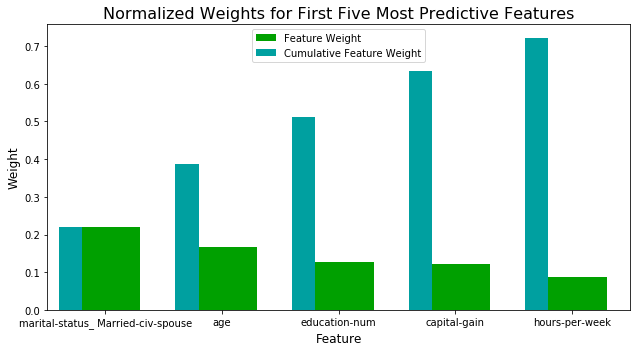 Normalized Weights for First Five Most Predictive Features
Feature Weight
Cumulative Feature Weight
Weight
0.7
0.6
0.5
0.4
0.3
0.2
0.1
0.0
marital-status_ Married-civ-spouse age education-num capital-gain hours-per-week
Feature